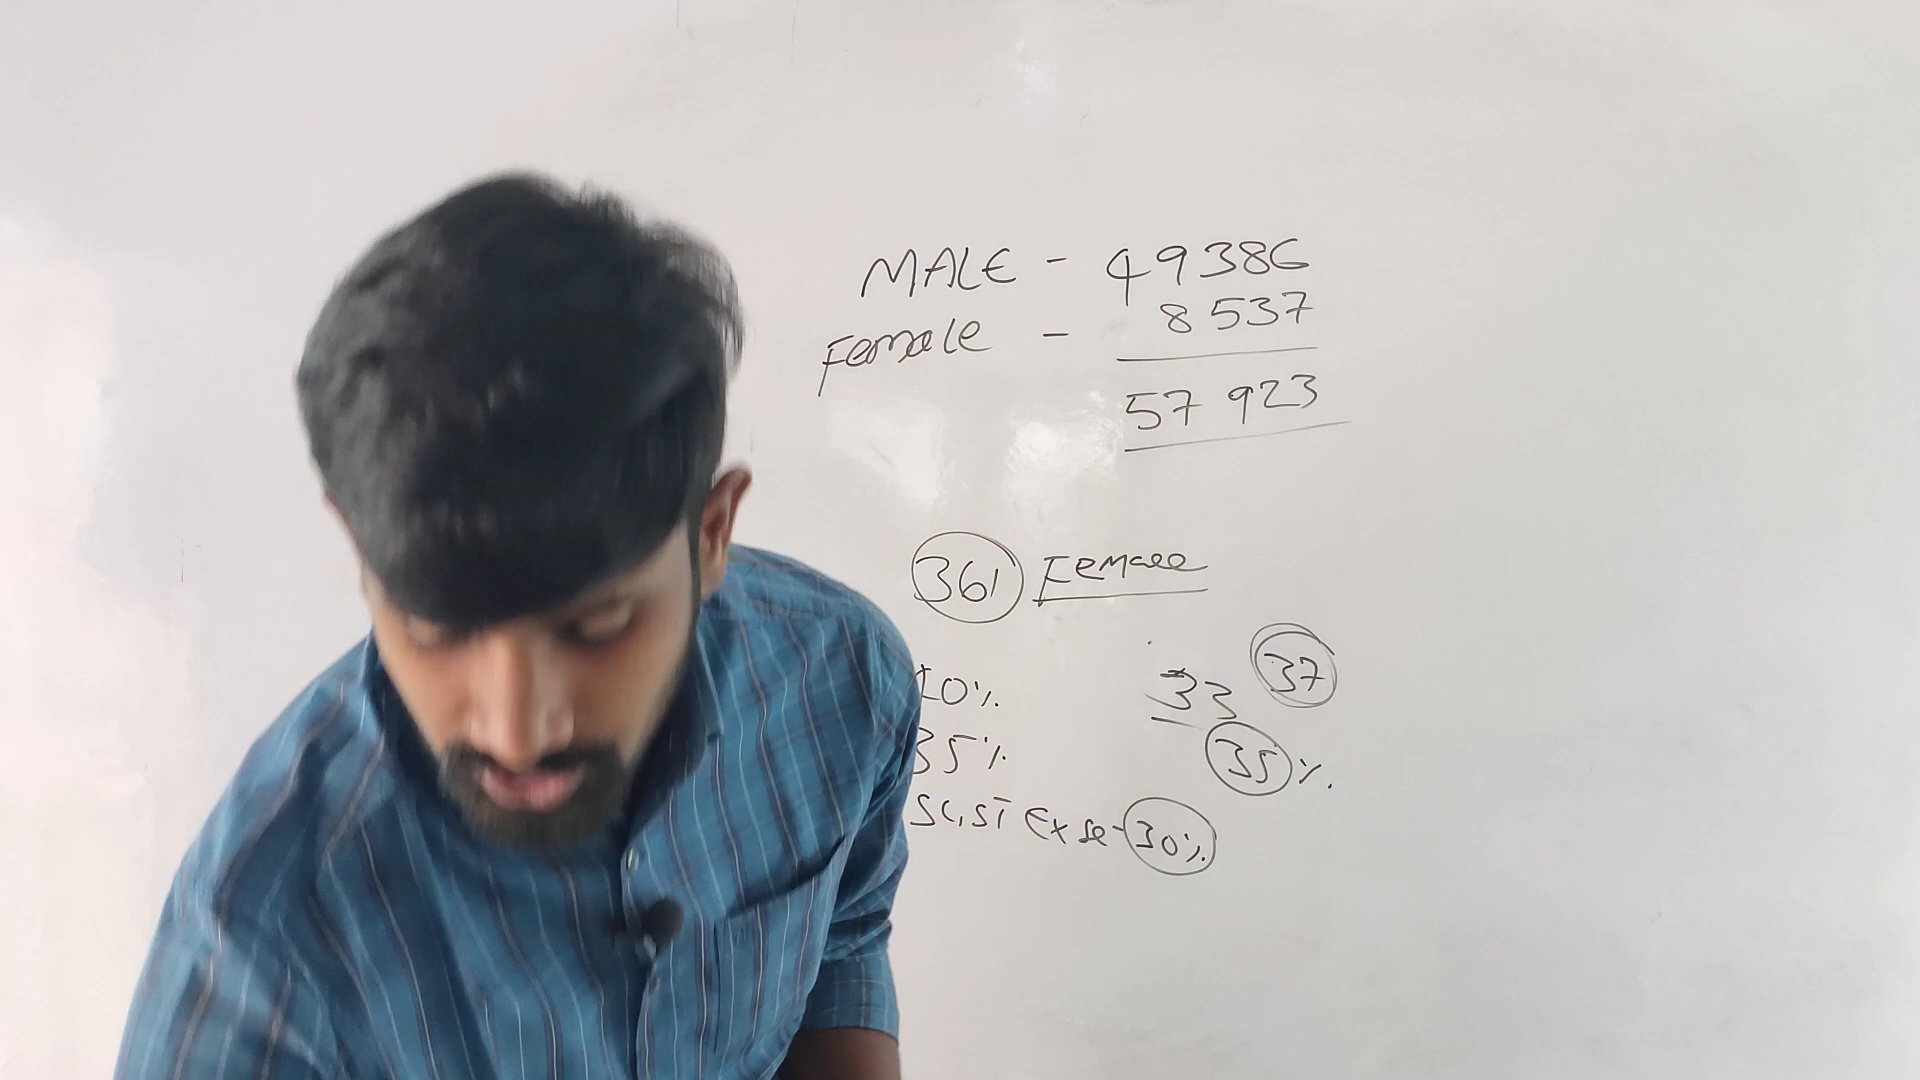 MALE - 49386
Female - 8537
57923
361 Female
37
40% 33
35% 35%.
SC,ST Ex se - 30%.